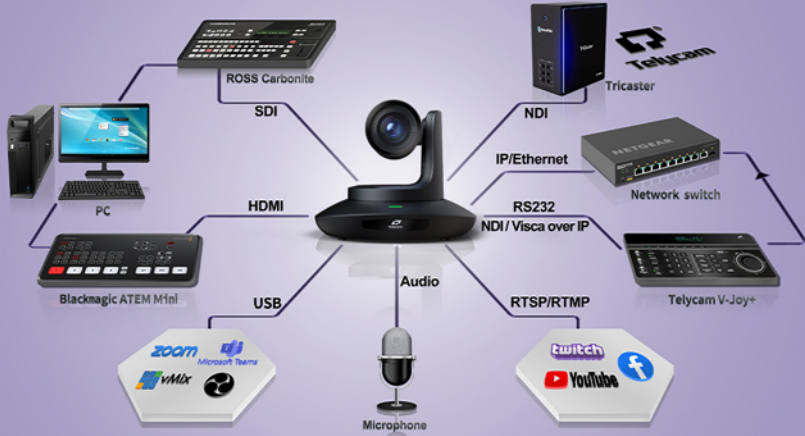 ROSS Carbonite
SDI
NDI
Telycam
Tricaster
IP/Ethernet
NETGEAR
Network switch
PC
HDMI
RS232
NDI / Visca over IP
Telycam
Blackmagic ATEM Mini
Telycam V-Joy+
USB
Audio
RTSP/RTMP
zoom
Microsoft Teams
vMix
twitch
YouTube
Microphone